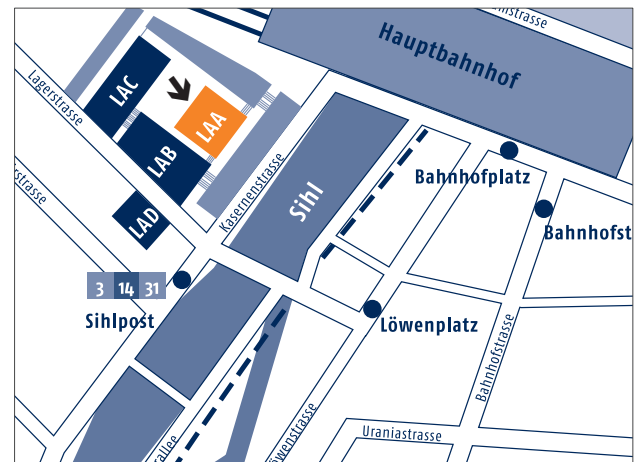 Hauptbahnhof
Lagerstrasse
LAC
LAA
LAB
LAD
Kasernenstrasse
Sihl
Bahnhofplatz
Bahnhofst
3 14 31
Sihlpost
Löwenplatz
Bahnhofstrasse
Uraniastrasse